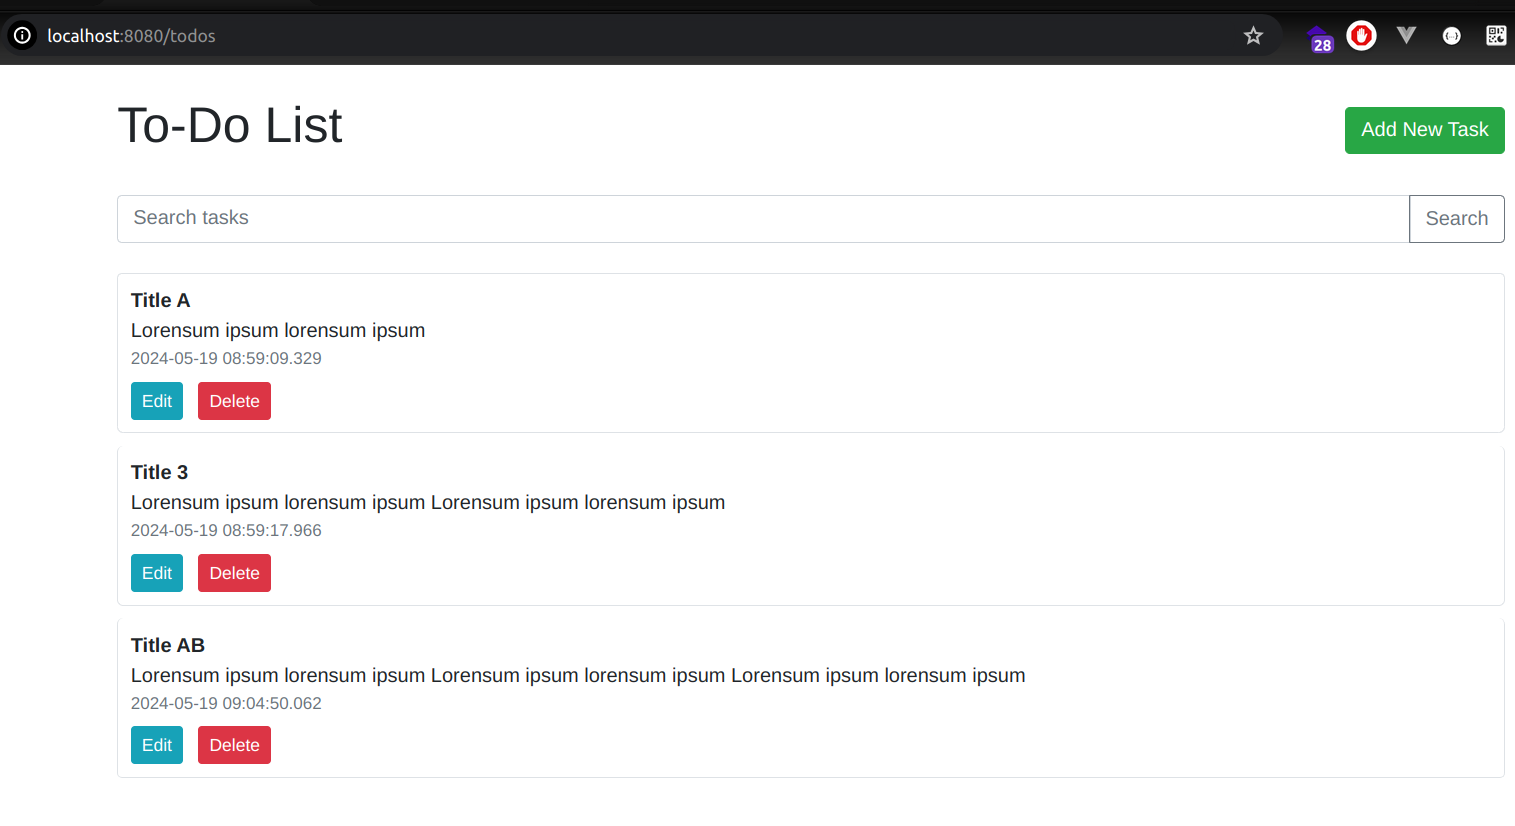 localhost:8080/todos
28
To-Do List
Add New Task
Search tasks
Search
Title A
Lorensum ipsum lorensum ipsum
2024-05-19 08:59:09.329
Edit Delete
Title 3
Lorensum ipsum lorensum ipsum Lorensum ipsum lorensum ipsum
2024-05-19 08:59:17.966
Edit Delete
Title AB
Lorensum ipsum lorensum ipsum Lorensum ipsum lorensum ipsum Lorensum ipsum lorensum ipsum
2024-05-19 09:04:50.062
Edit Delete